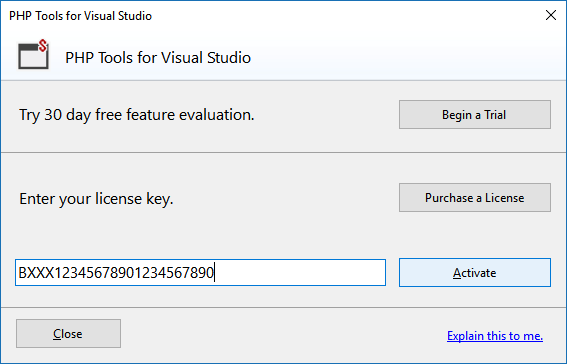 PHP Tools for Visual Studio
PHP Tools for Visual Studio
Try 30 day free feature evaluation.
Begin a Trial
Enter your license key.
Purchase a License
BXXX12345678901234567890
Activate
Close
Explain this to me.